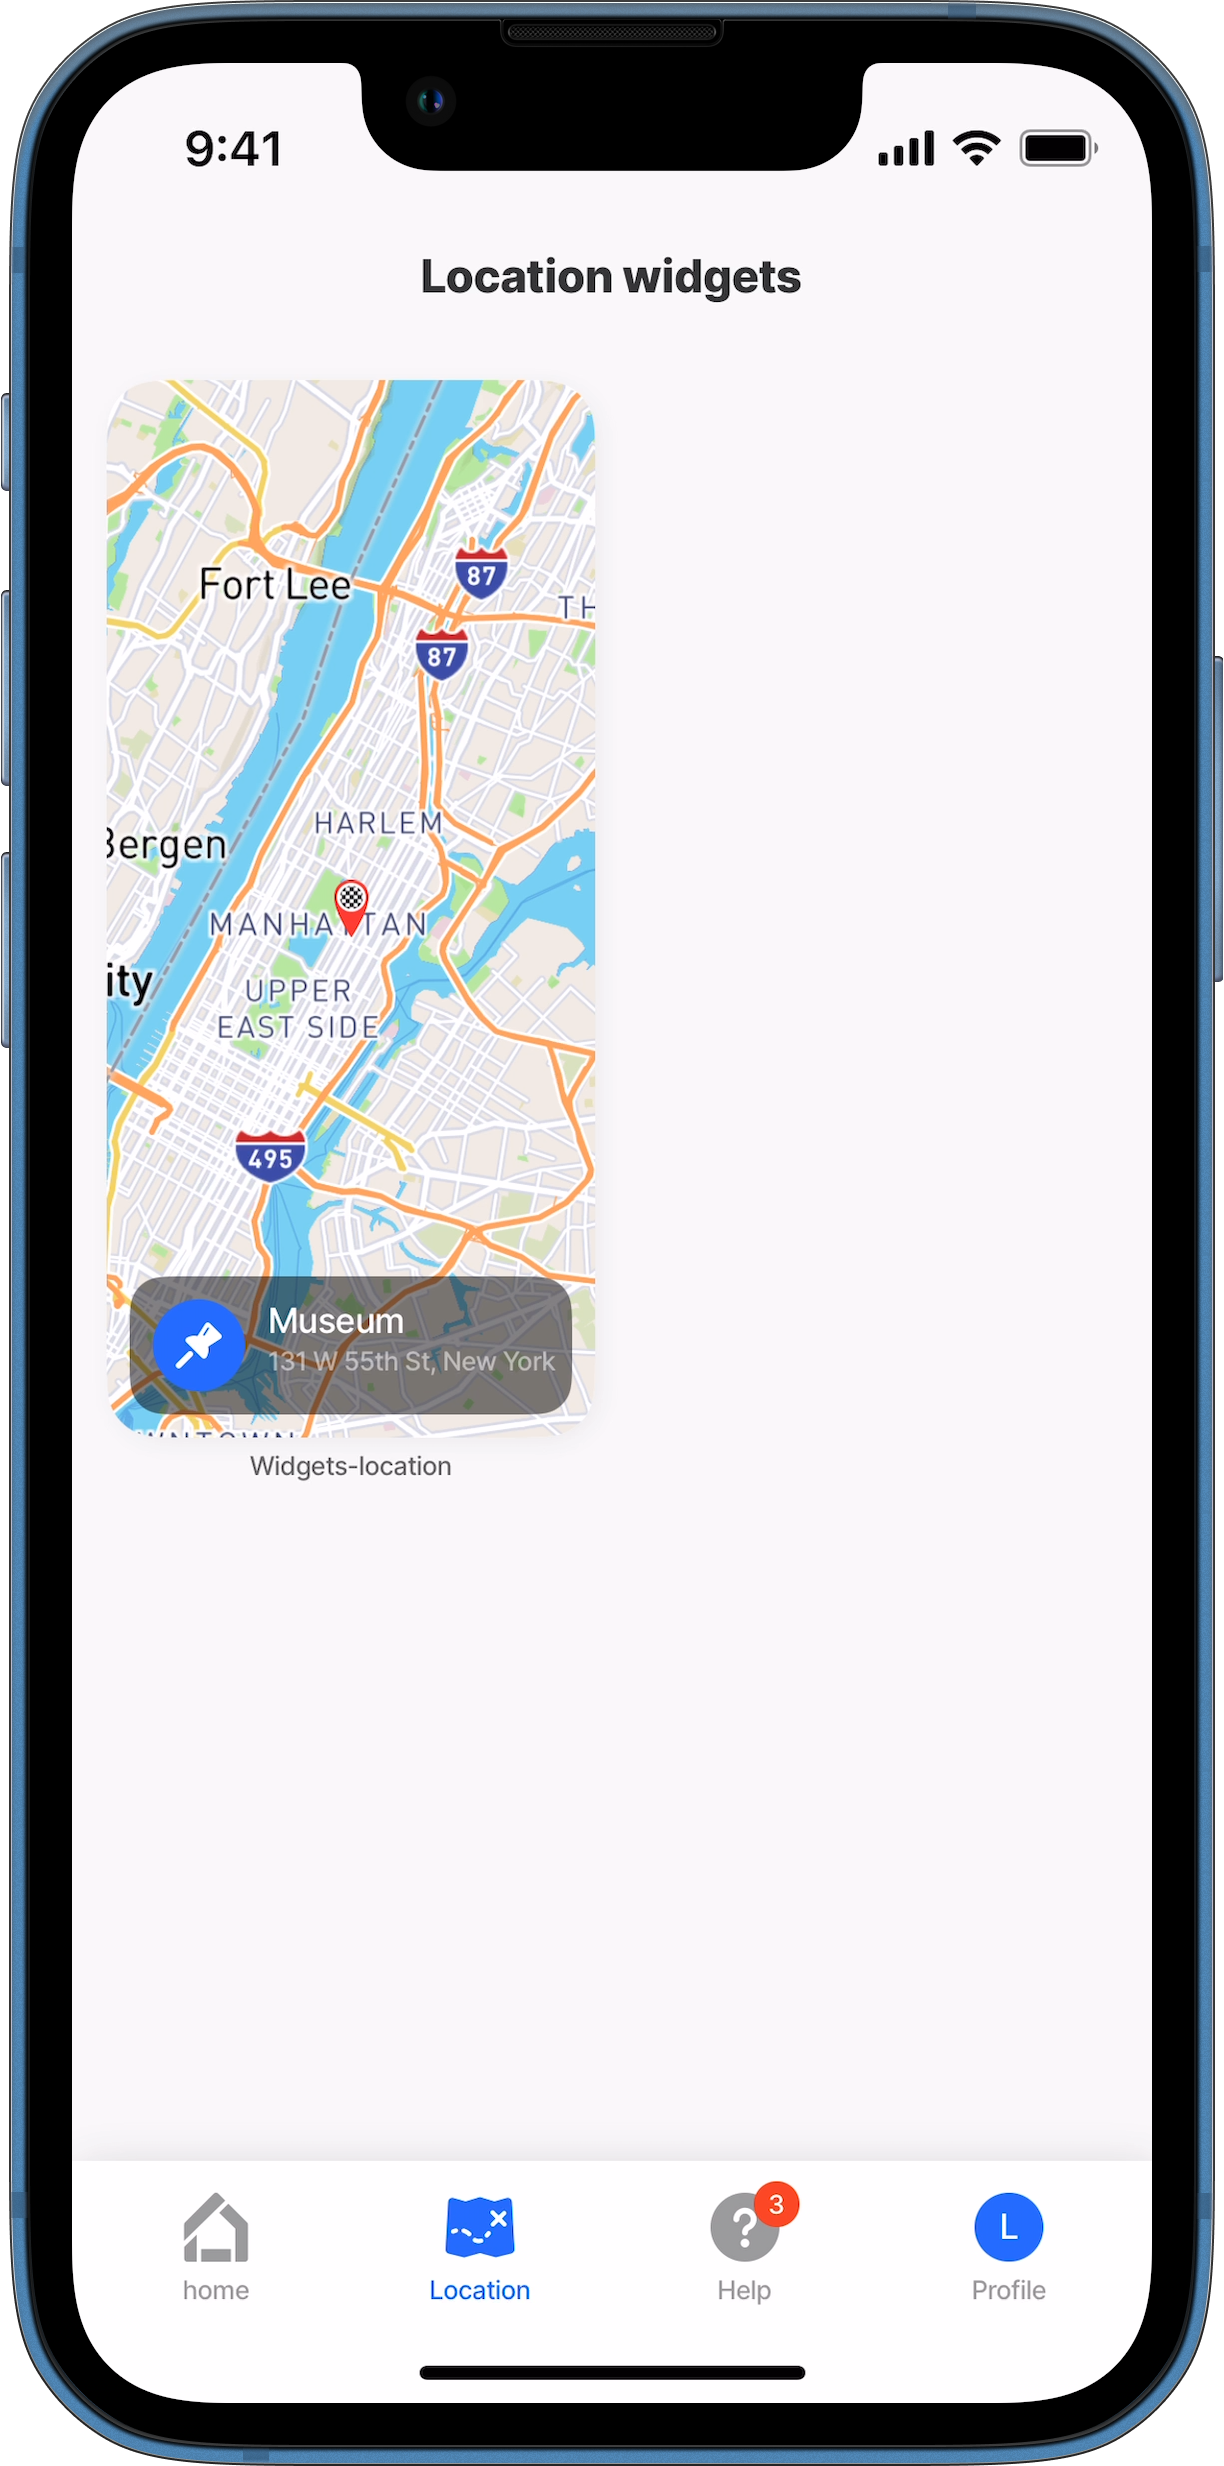 9:41
Location widgets
Fort Lee
87
TH
87
HARLEM
Bergen
MANHATTAN
ity
UPPER
EAST SIDE
495
Museum
131 W 55th St, New York
WNTOWN
Widgets-location
3
L
home
Location
Help
Profile